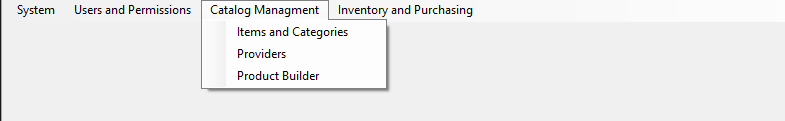 System Users and Permissions Catalog Managment Inventory and Purchasing
Items and Categories
Providers
Product Builder